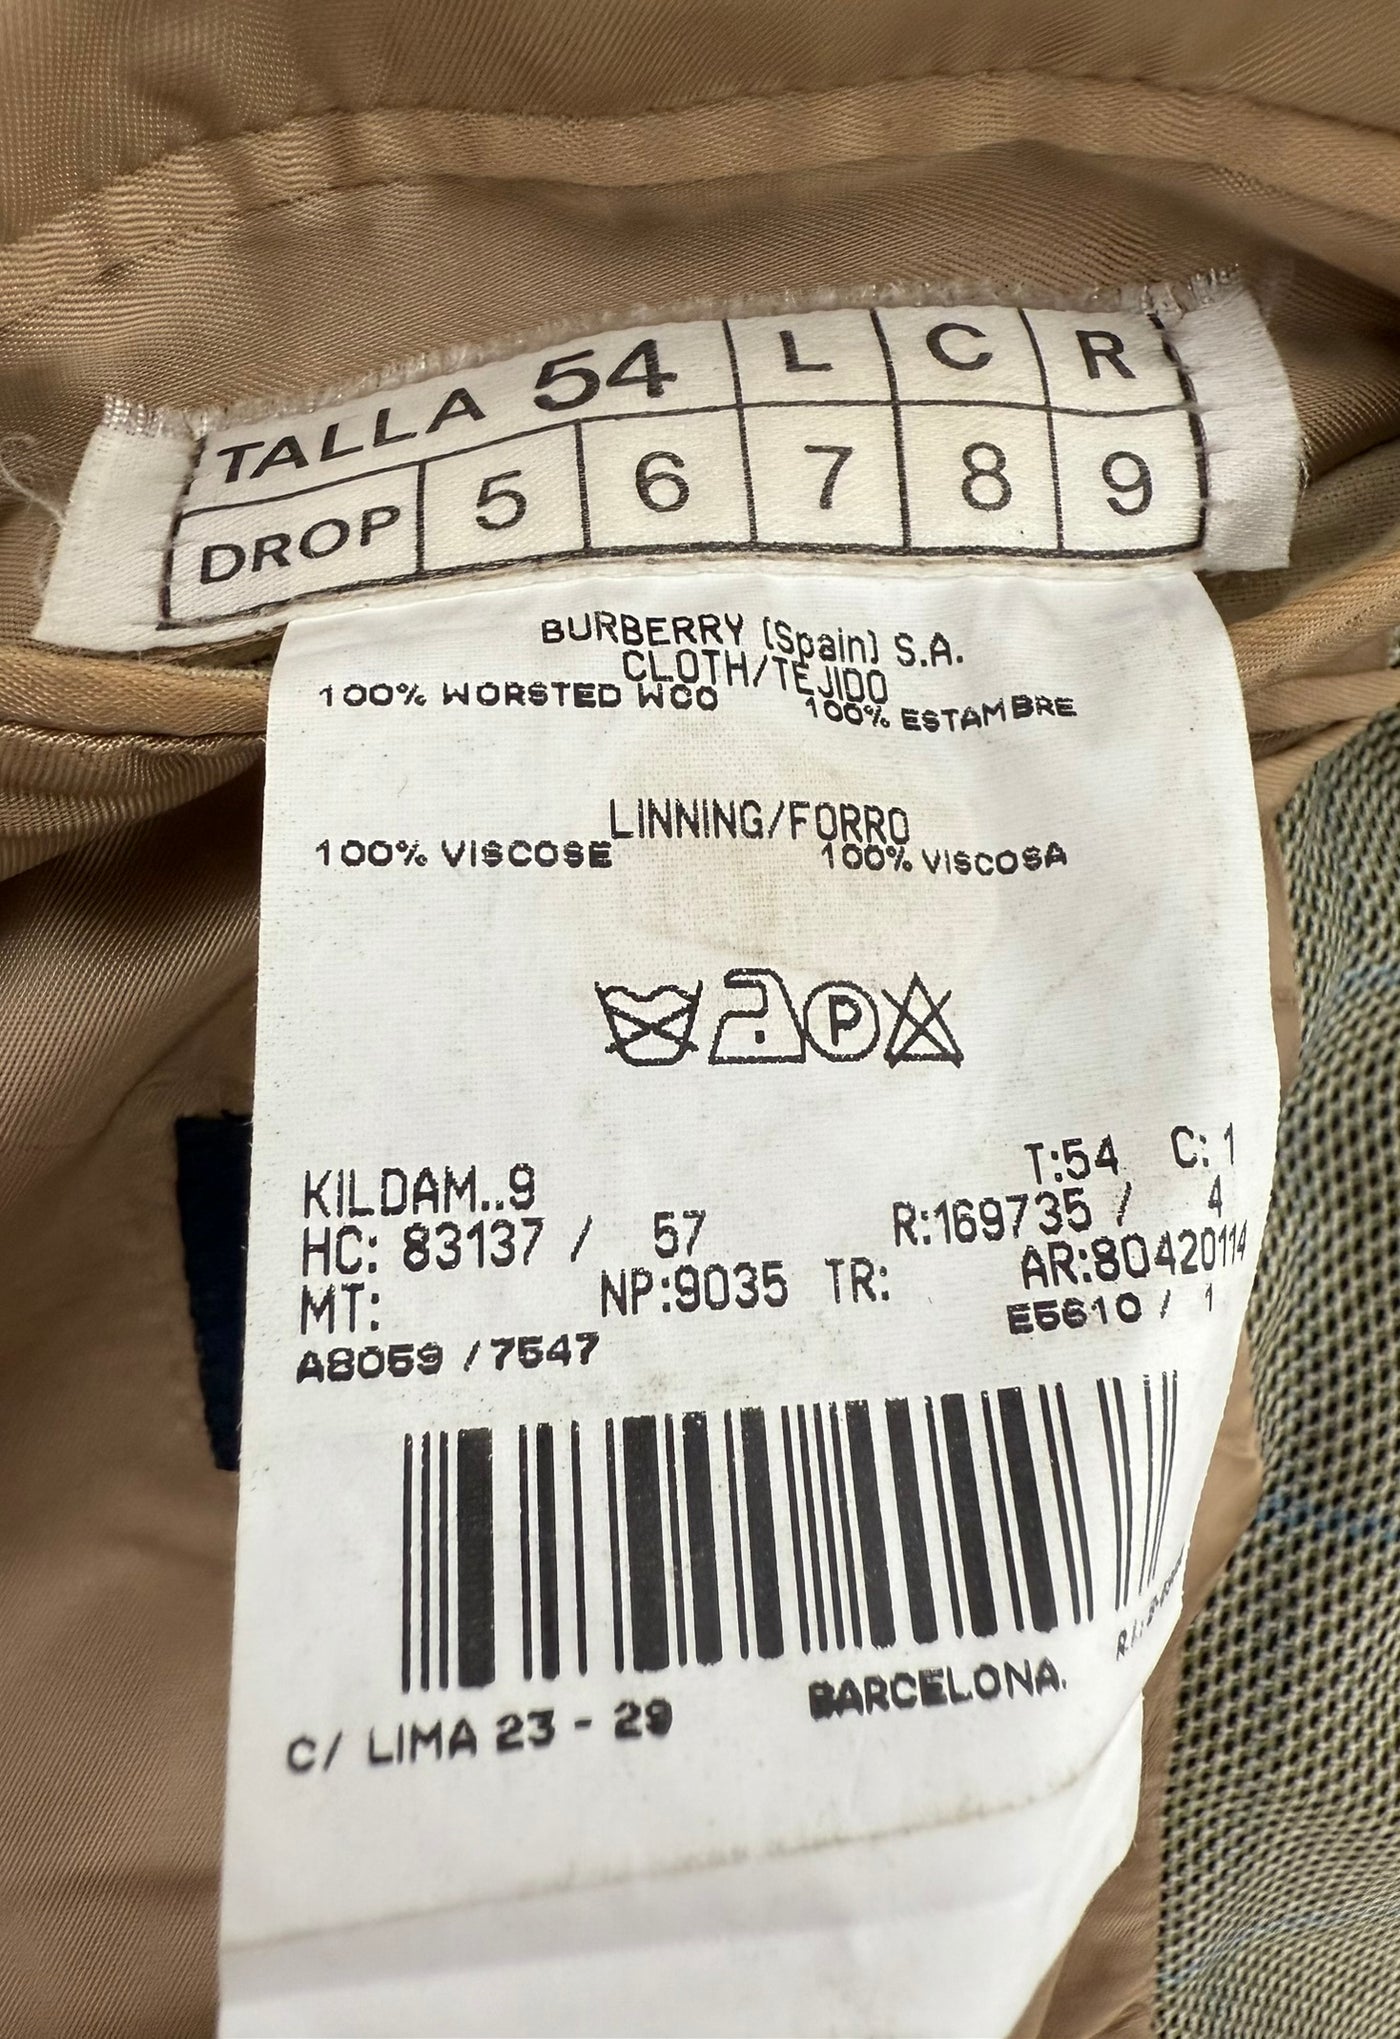 TALLA 54 L C R
DROP 5 6 7 8 9
BURBERRY (Spain) S.A.
CLOTH/TEJIDO
100% WORSTED WOO 100% ESTAMBRE
LINNING/FORRO
100% VISCOSE 100% VISCOSA
P
KILDAM..9 T:54 C: 1
HC: 83137 / 57 R:169735 / 4
MT: NP:9035 TR: AR:80420114
A8059 /7547 E5610 / 1
C/ LIMA 23 - 29 BARCELONA.